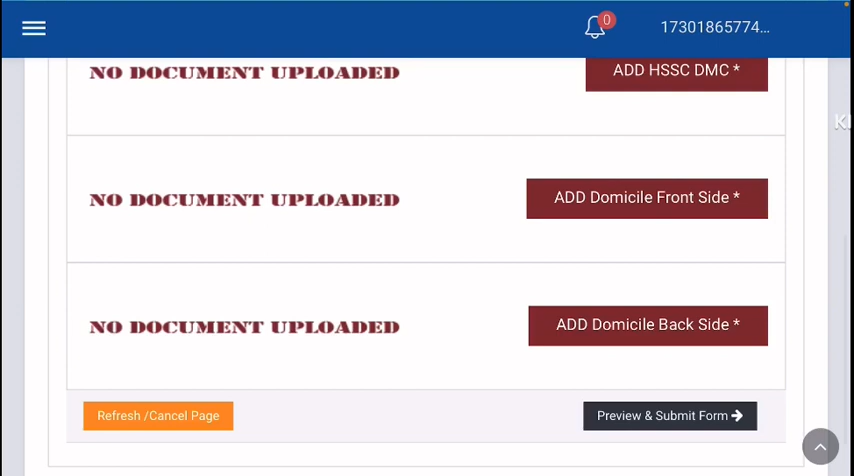 0
17301865774...
NO DOCUMENT UPLOADED
ADD HSSC DMC *
NO DOCUMENT UPLOADED
ADD Domicile Front Side *
NO DOCUMENT UPLOADED
ADD Domicile Back Side *
Refresh /Cancel Page
Preview & Submit Form